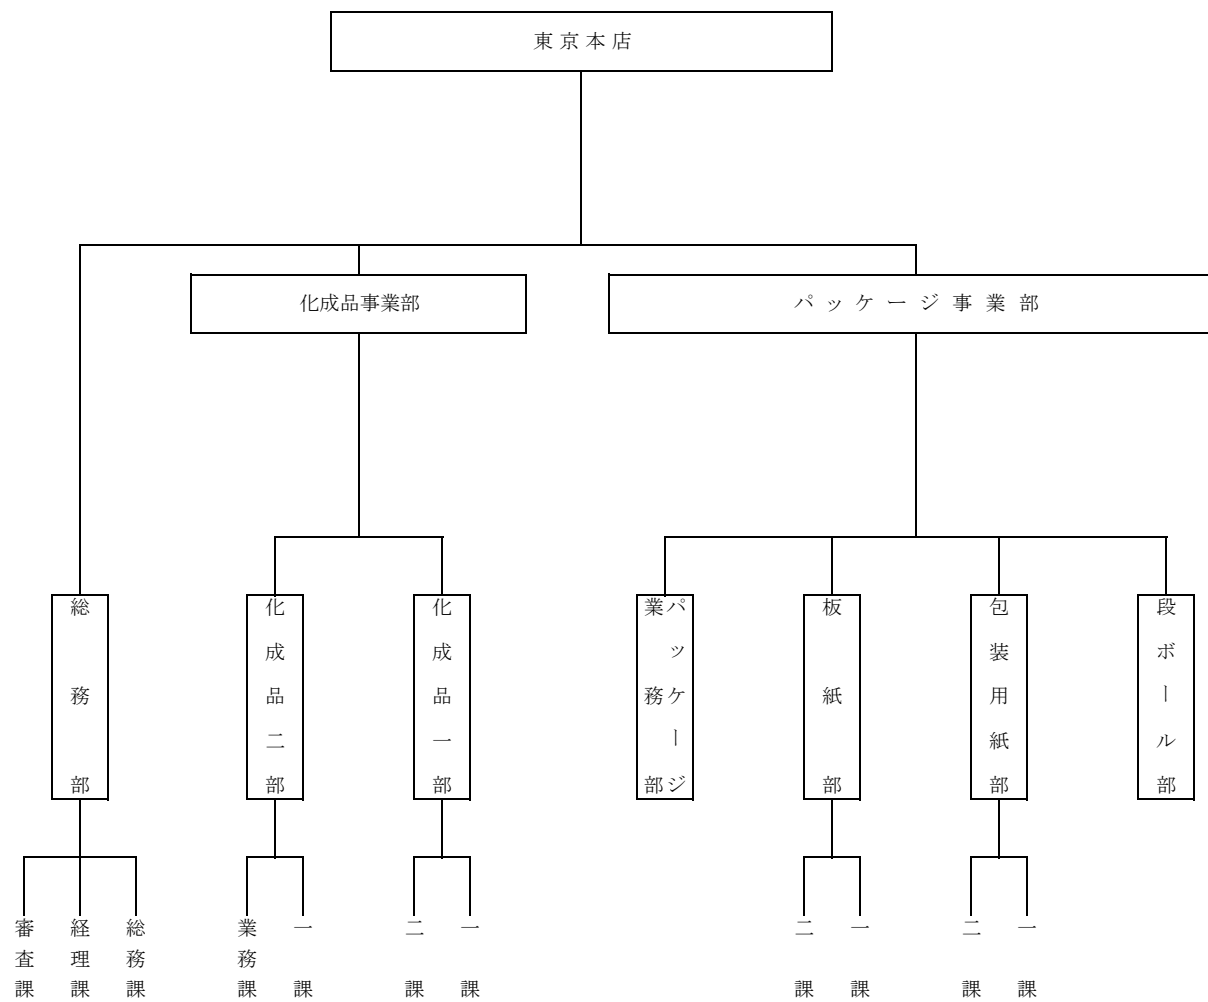 東京本店
化成品事業部
パッケージ事業部
総務部
化成品二部
化成品一部
パッケージ業務部
板紙部
包装用紙部
段ボール部
審査課
経理課
総務課
業務課
一課
二課
一課
二課
一課
二課
一課